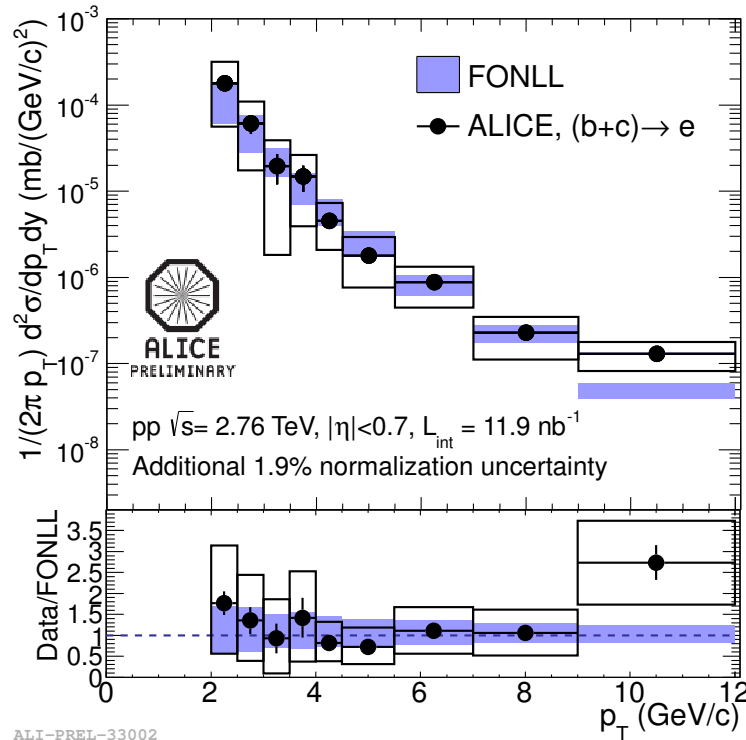 1/(2π p_T) d²σ/dp_T dy (mb/(GeV/c)²)
10⁻³
10⁻⁴
10⁻⁵
10⁻⁶
10⁻⁷
10⁻⁸
FONLL
ALICE, (b+c)→ e
ALICE
PRELIMINARY
pp √s= 2.76 TeV, |η|<0.7, L_int = 11.9 nb⁻¹
Additional 1.9% normalization uncertainty
Data/FONLL
3.5
2.5
2
1.5
1
0.5
0
0 2 4 6 8 10 12
p_T (GeV/c)
ALI-PREL-33002